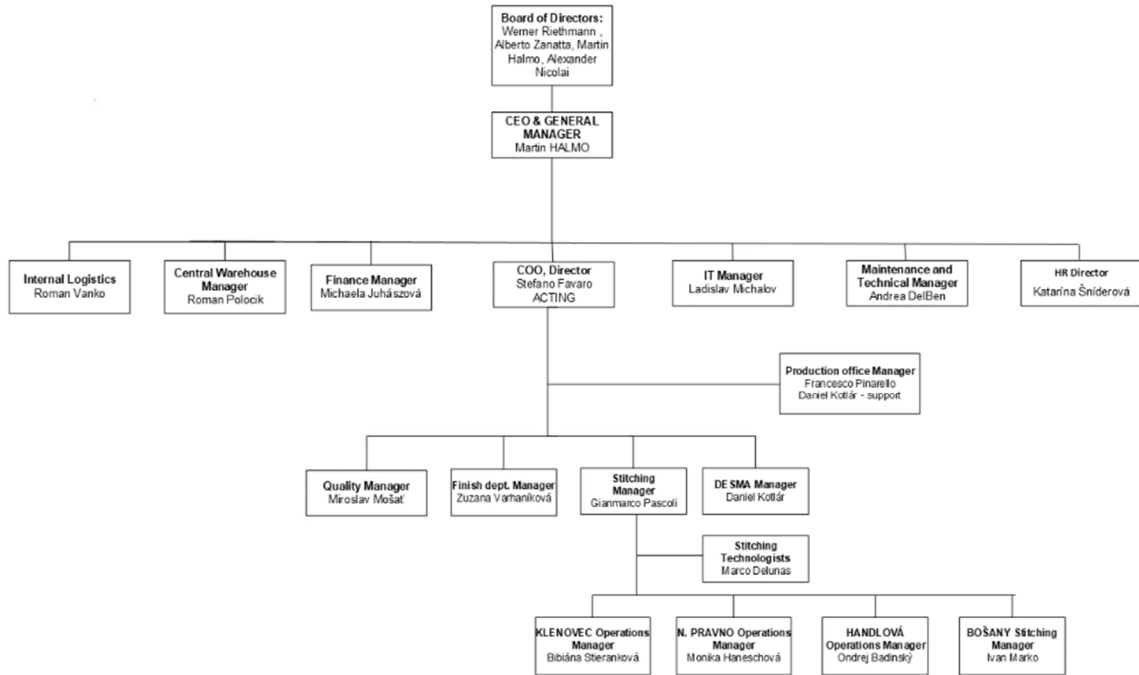 Board of Directors:
Werner Riethmann ,
Alberto Zanatta, Martin
Halmo, Alexander
Nicolai
CEO & GENERAL
MANAGER
Martin HALMO
Internal Logistics
Roman Vanko
Central Warehouse
Manager
Roman Polocik
Finance Manager
Michaela Juhászová
COO, Director
Stefano Favaro
ACTING
IT Manager
Ladislav Michalov
Maintenance and
Technical Manager
Andrea DelBen
HR Director
Katarína Šníderová
Production office Manager
Francesco Pinarello
Daniel Kotlár - support
Quality Manager
Miroslav Mošať
Finish dept. Manager
Zuzana Varhaníková
Stitching
Manager
Gianmarco Pascoli
DESMA Manager
Daniel Kotlár
Stitching
Technologists
Marco Delunas
KLENOVEC Operations
Manager
Bibiána Stieranková
N. PRAVNO Operations
Manager
Monika Haneschová
HANDLOVÁ
Operations Manager
Ondrej Badinský
BOŠANY Stitching
Manager
Ivan Marko